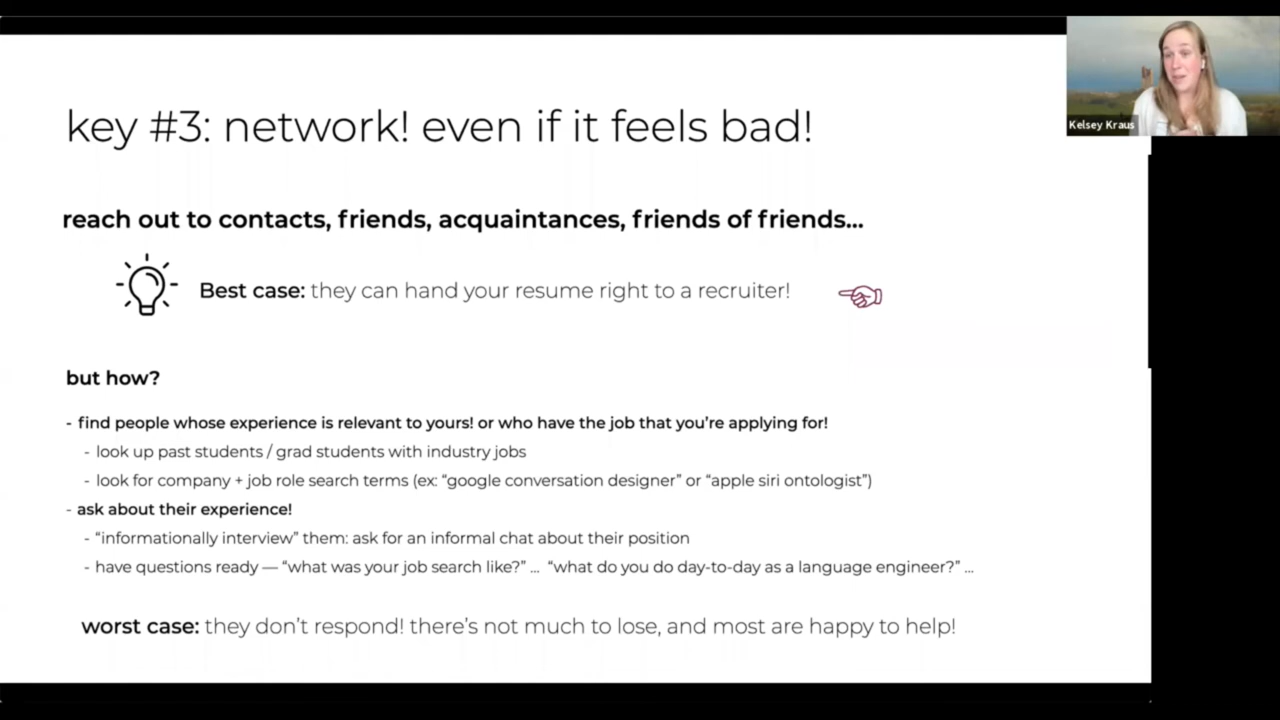 key #3: network! even if it feels bad!
Kelsey Kraus
reach out to contacts, friends, acquaintances, friends of friends...
Best case: they can hand your resume right to a recruiter!
but how?
- find people whose experience is relevant to yours! or who have the job that you’re applying for!
- look up past students / grad students with industry jobs
- look for company + job role search terms (ex: “google conversation designer” or “apple siri ontologist”)
- ask about their experience!
- “informationally interview” them: ask for an informal chat about their position
- have questions ready — “what was your job search like?” ... “what do you do day-to-day as a language engineer?” ...
worst case: they don’t respond! there’s not much to lose, and most are happy to help!